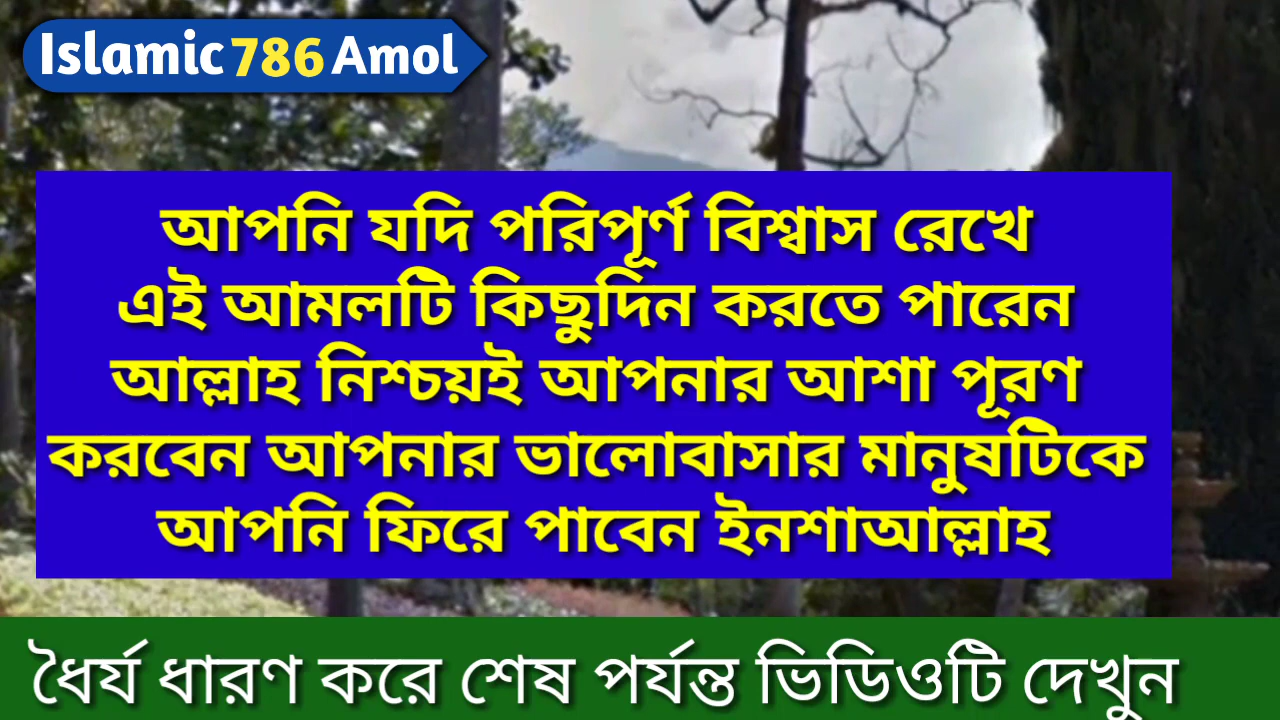 Islamic 786 Amol
আপনি যদি পরিপূর্ণ বিশ্বাস রেখে
এই আমলটি কিছুদিন করতে পারেন
আল্লাহ নিশ্চয়ই আপনার আশা পূরণ
করবেন আপনার ভালোবাসার মানুষটিকে
আপনি ফিরে পাবেন ইনশাআল্লাহ
ধৈর্য ধারণ করে শেষ পর্যন্ত ভিডিওটি দেখুন